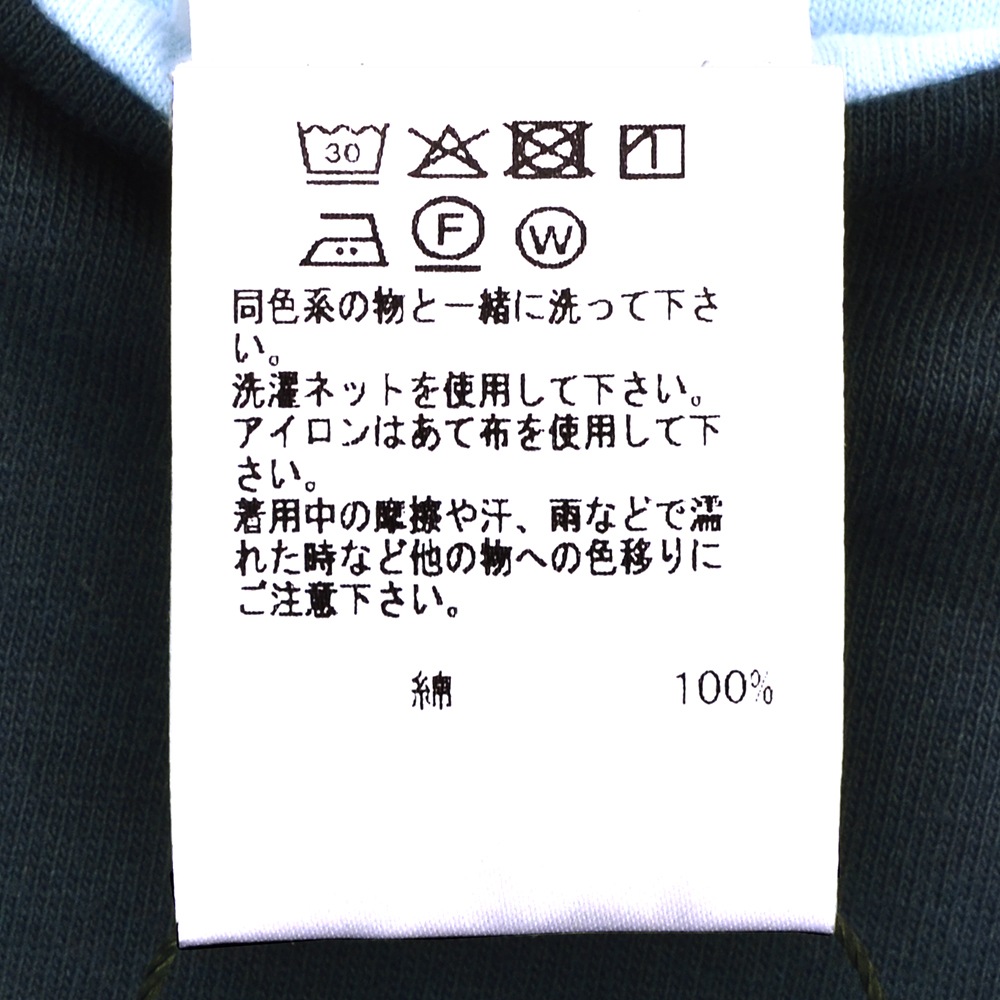 30
F W
同色系の物と一緒に洗って下さ
い。
洗濯ネットを使用して下さい。
アイロンはあて布を使用して下
さい。
着用中の摩擦や汗、雨などで濡
れた時など他の物への色移りに
ご注意下さい。
綿 100%